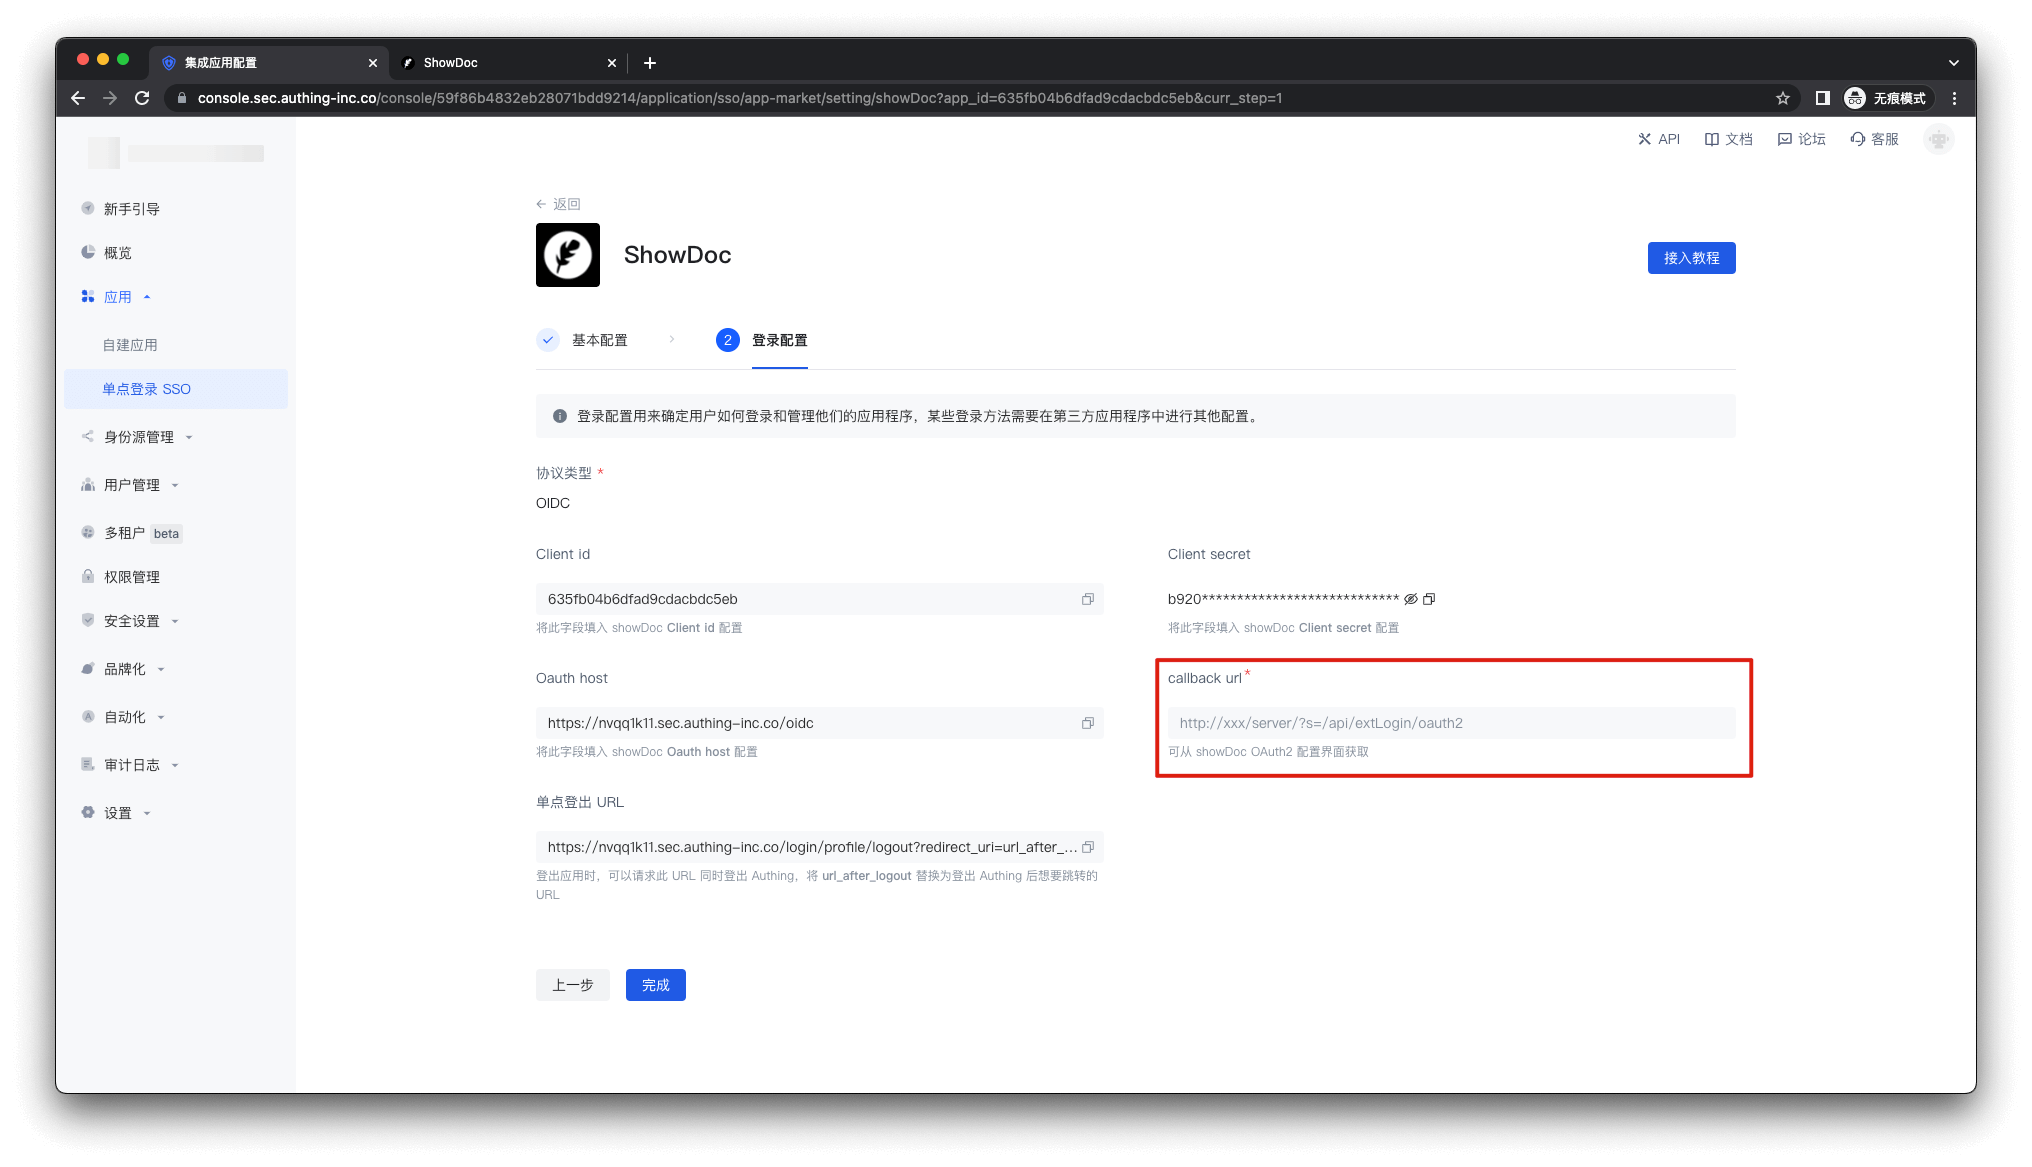 集成应用配置
ShowDoc
console.sec.authing-inc.co/console/59f86b4832eb28071bdd9214/application/sso/app-market/setting/showDoc?app_id=635fb04b6dfad9cdacbdc5eb&curr_step=1
无痕模式
API
文档
论坛
客服
新手引导
概览
应用
自建应用
单点登录 SSO
身份源管理
用户管理
多租户 beta
权限管理
安全设置
品牌化
自动化
审计日志
设置
返回
ShowDoc
接入教程
基本配置
2 登录配置
登录配置用来确定用户如何登录和管理他们的应用程序，某些登录方法需要在第三方应用程序中进行其他配置。
协议类型 *
OIDC
Client id
635fb04b6dfad9cdacbdc5eb
将此字段填入 showDoc Client id 配置
Client secret
b920****************************
将此字段填入 showDoc Client secret 配置
Oauth host
https://nvqq1k11.sec.authing-inc.co/oidc
将此字段填入 showDoc Oauth host 配置
callback url *
http://xxx/server/?s=/api/extLogin/oauth2
可从 showDoc OAuth2 配置界面获取
单点登出 URL
https://nvqq1k11.sec.authing-inc.co/login/profile/logout?redirect_uri=url_after_...
登出应用时，可以请求此 URL 同时登出 Authing，将 url_after_logout 替换为登出 Authing 后想要跳转的
URL
上一步
完成